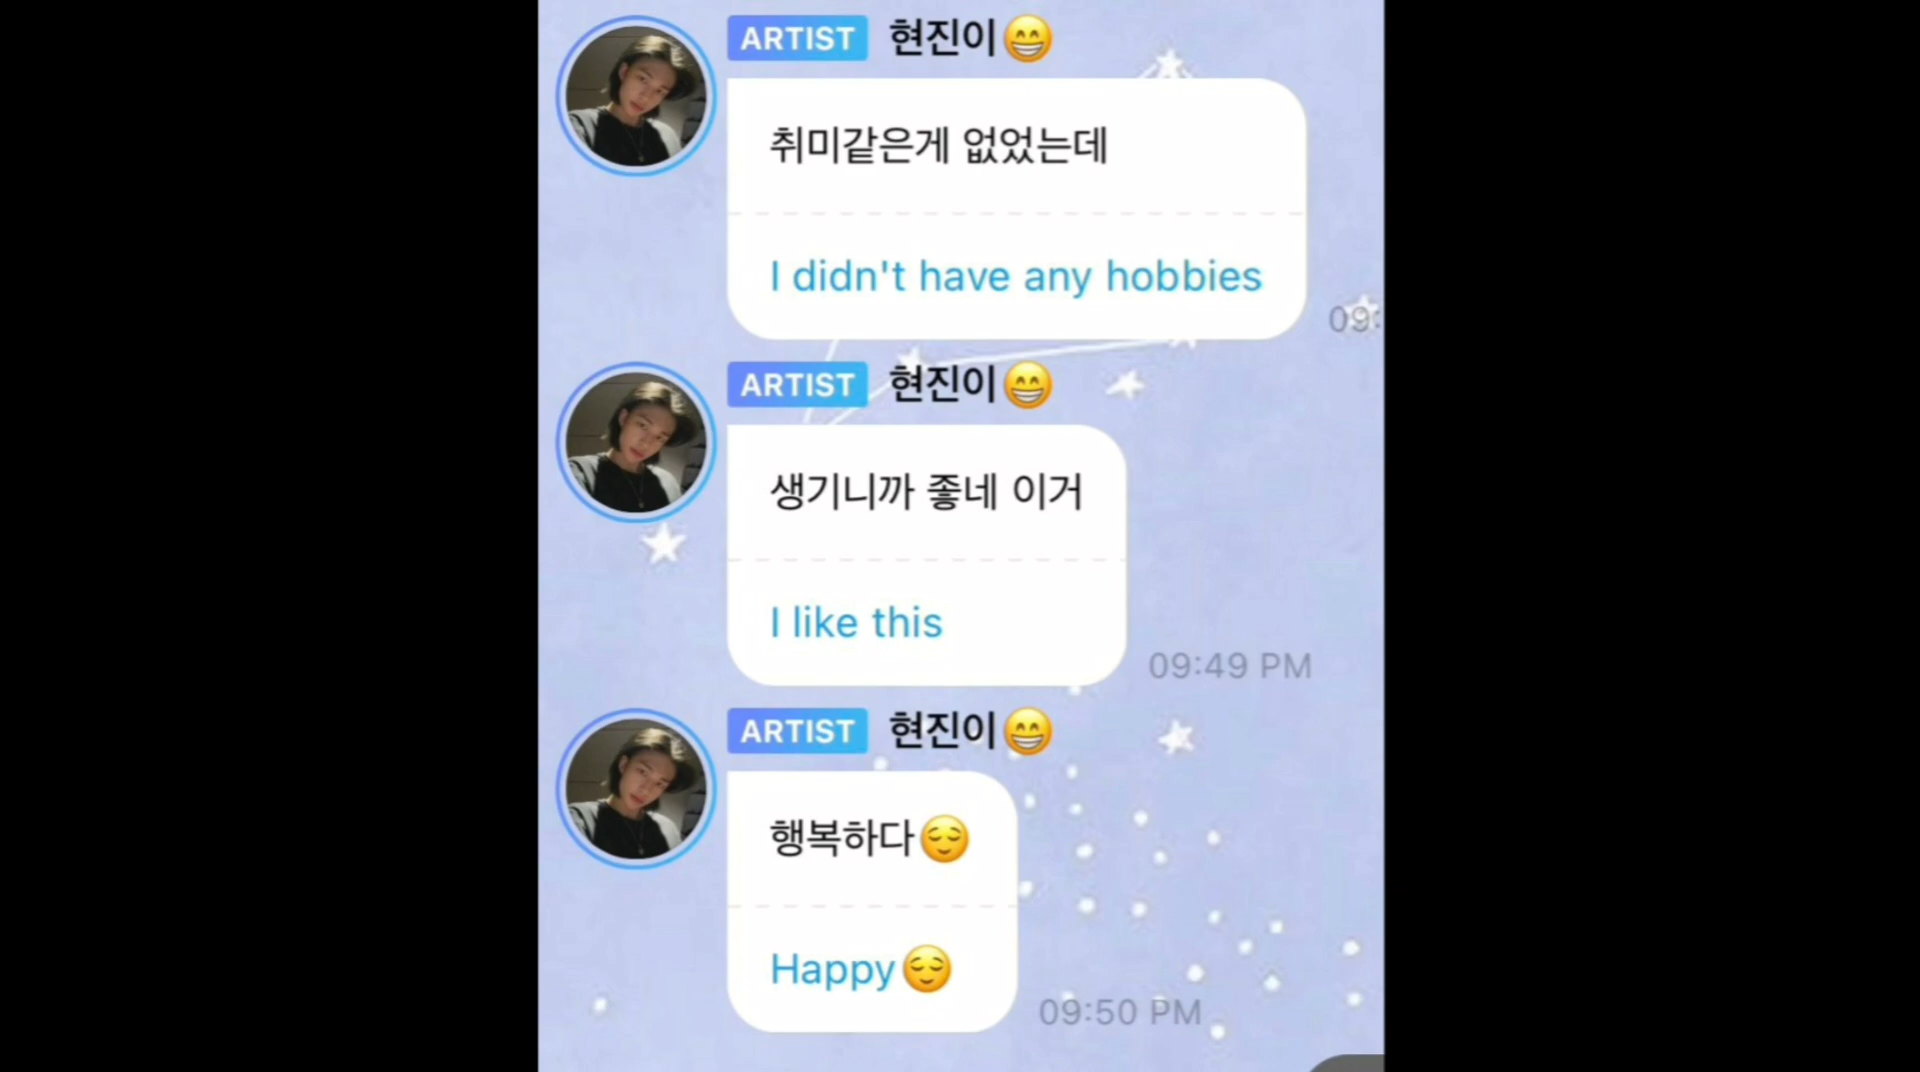 ARTIST 현진이😁
취미같은게 없었는데
I didn't have any hobbies
09:
ARTIST 현진이😁
생기니까 좋네 이거
I like this
09:49 PM
ARTIST 현진이😁
행복하다😌
Happy😌
09:50 PM